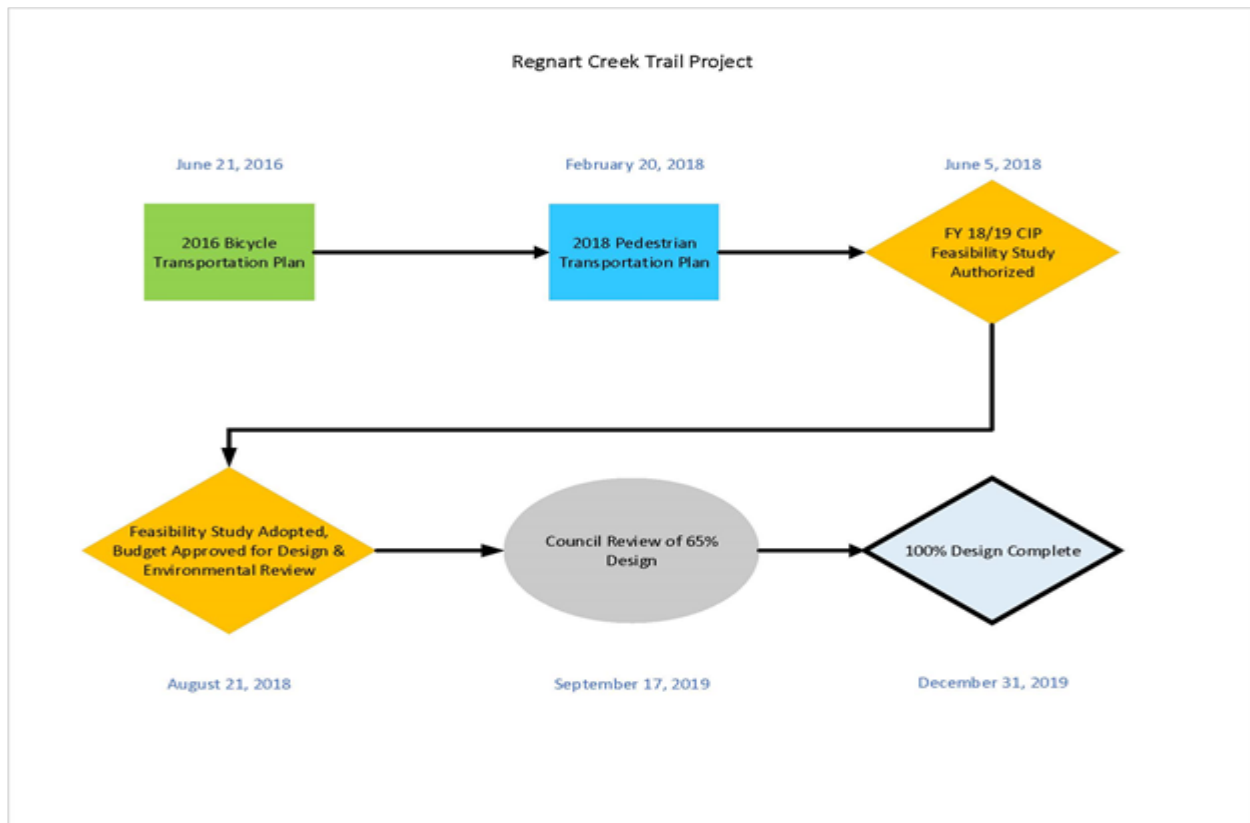 Regnart Creek Trail Project
June 21, 2016
February 20, 2018
June 5, 2018
2016 Bicycle
Transportation Plan
2018 Pedestrian
Transportation Plan
FY 18/19 CIP
Feasibility Study
Authorized
Feasibility Study Adopted,
Budget Approved for Design &
Environmental Review
Council Review of 65%
Design
100% Design Complete
August 21, 2018
September 17, 2019
December 31, 2019